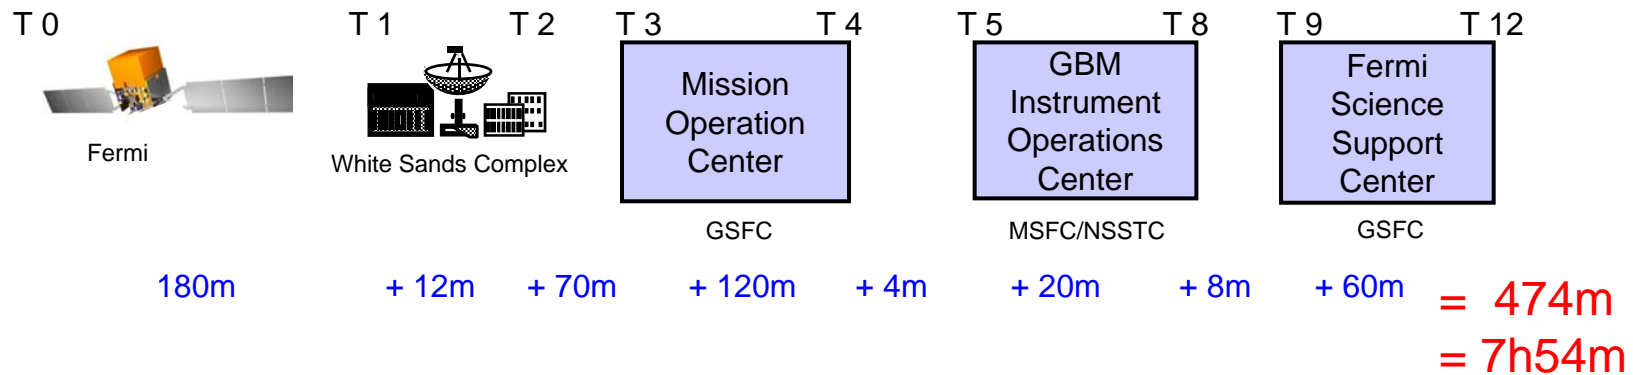 T 0
T 1
T 2
T 3
T 4
T 5
T 8
T 9
T 12
Fermi
White Sands Complex
Mission
Operation
Center
GSFC
GBM
Instrument
Operations
Center
MSFC/NSSTC
Fermi
Science
Support
Center
GSFC
180m + 12m + 70m + 120m + 4m + 20m + 8m + 60m = 474m
= 7h54m